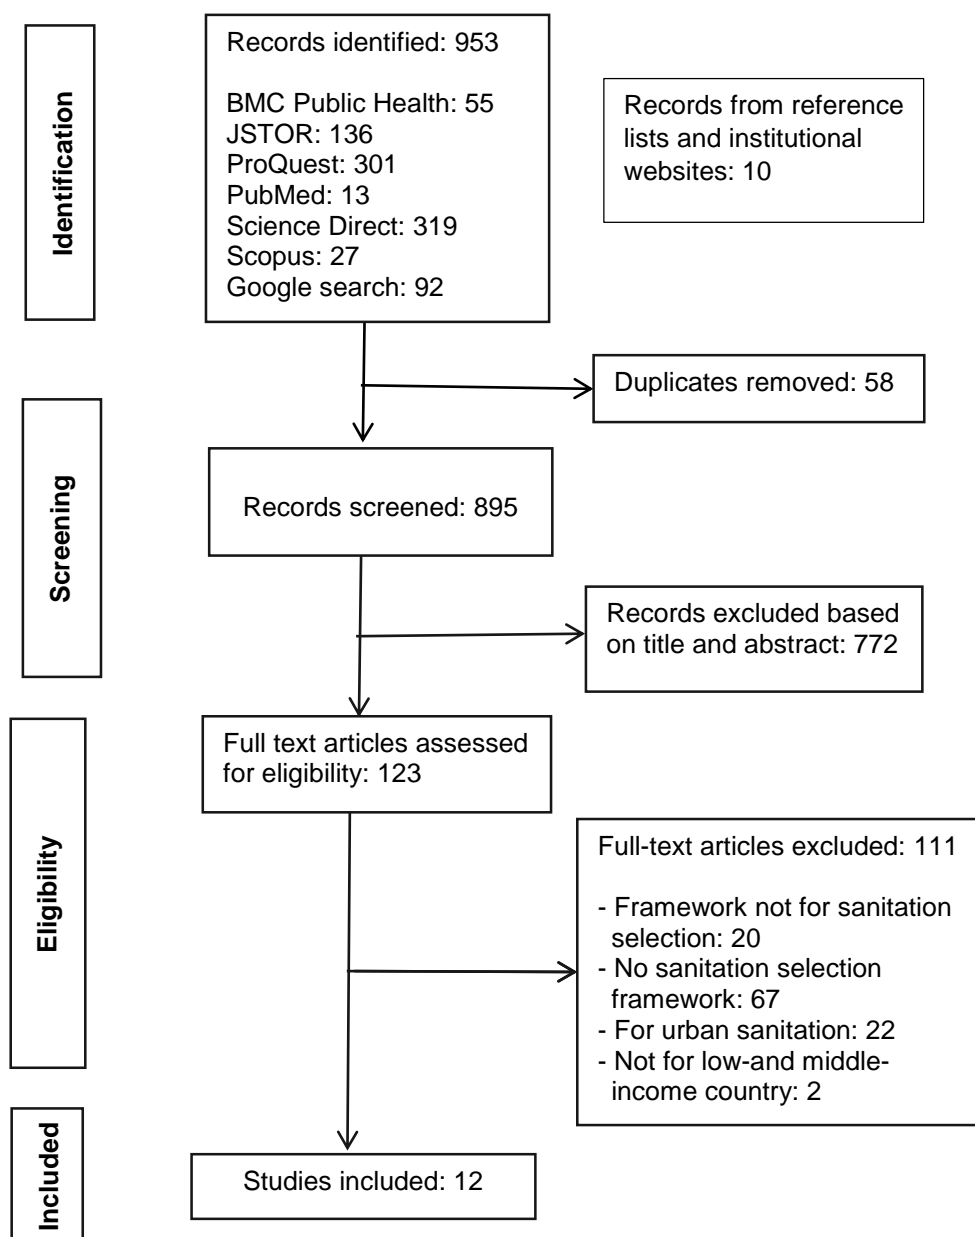 Identification
Records identified: 953
BMC Public Health: 55
JSTOR: 136
ProQuest: 301
PubMed: 13
Science Direct: 319
Scopus: 27
Google search: 92
Records from reference
lists and institutional
websites: 10
Duplicates removed: 58
Screening
Records screened: 895
Records excluded based
on title and abstract: 772
Eligibility
Full text articles assessed
for eligibility: 123
Full-text articles excluded: 111
- Framework not for sanitation
selection: 20
- No sanitation selection
framework: 67
- For urban sanitation: 22
- Not for low-and middle-
income country: 2
Included
Studies included: 12